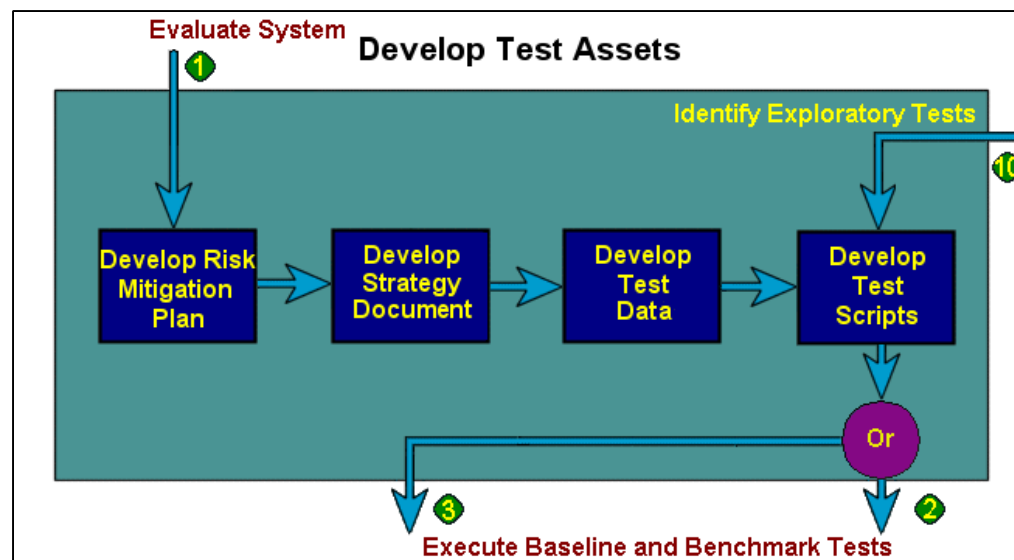 Evaluate System
Develop Test Assets
1
Identify Exploratory Tests
10
Develop Risk
Mitigation
Plan
Develop
Strategy
Document
Develop
Test
Data
Develop
Test
Scripts
Or
3
2
Execute Baseline and Benchmark Tests